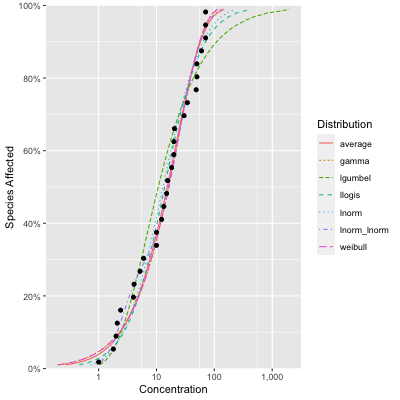 100%
80%
60%
40%
20%
0%
Species Affected
1
10
100
1,000
Concentration
Distribution
average
gamma
lgumbel
llogis
lnorm
lnorm_lnorm
weibull